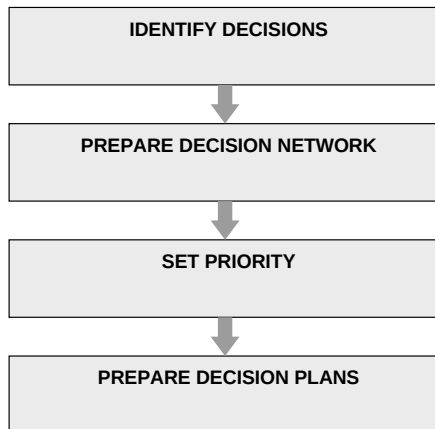 IDENTIFY DECISIONS
PREPARE DECISION NETWORK
SET PRIORITY
PREPARE DECISION PLANS